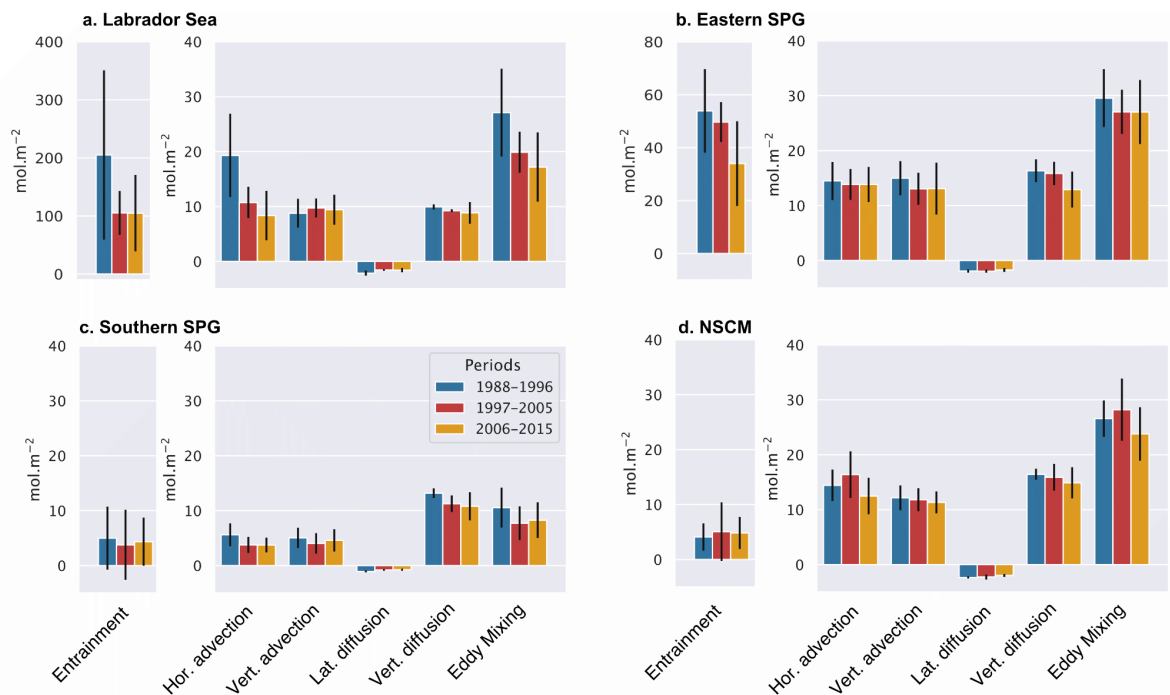 a. Labrador Sea
400
300
200
100
0
mol.m⁻²
40
30
20
10
0
mol.m⁻²
b. Eastern SPG
80
60
40
20
0
mol.m⁻²
40
30
20
10
0
mol.m⁻²
c. Southern SPG
40
30
20
10
0
mol.m⁻²
40
30
20
10
0
mol.m⁻²
Periods
1988−1996
1997−2005
2006−2015
Entrainment
Hor. advection
Vert. advection
Lat. diffusion
Vert. diffusion
Eddy Mixing
d. NSCM
40
30
20
10
0
mol.m⁻²
40
30
20
10
0
mol.m⁻²
Entrainment
Hor. advection
Vert. advection
Lat. diffusion
Vert. diffusion
Eddy Mixing